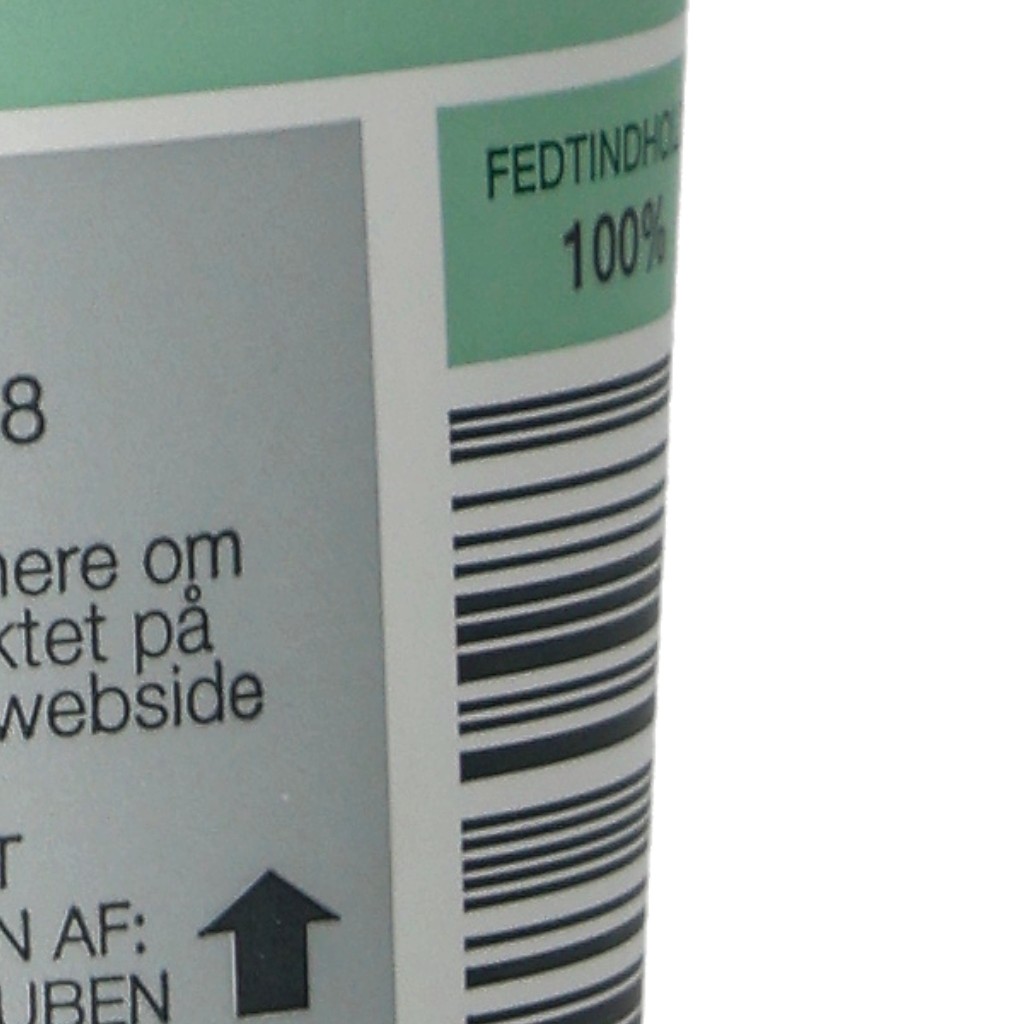 FEDTINDHOL
100%
8
nere om
ktet på
webside
T
N AF:
UBEN